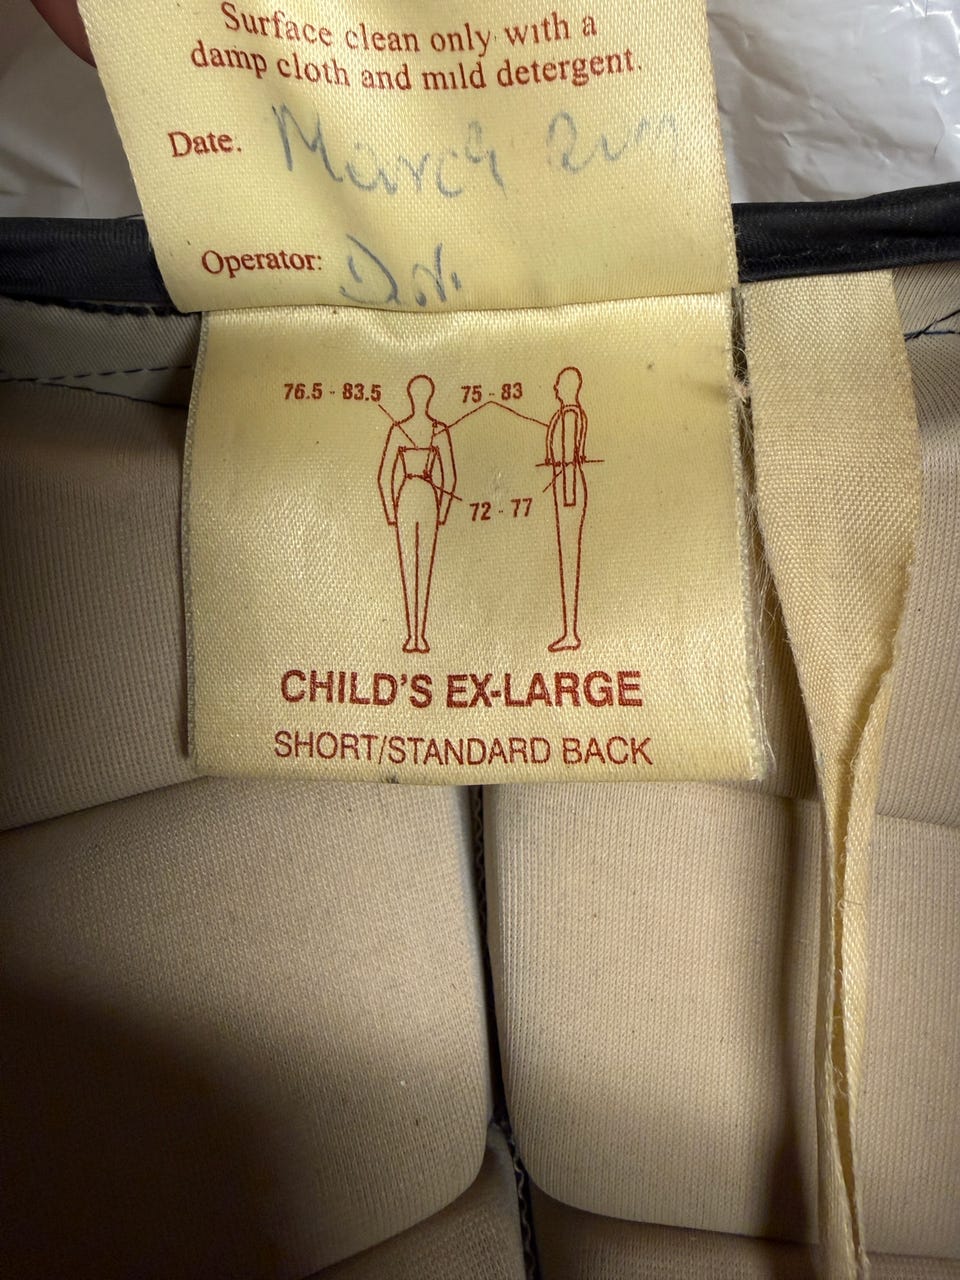 Surface clean only with a
damp cloth and mild detergent.
Date: March
Operator:
76.5 - 83.5
75 - 83
72 - 77
CHILD'S EX-LARGE
SHORT/STANDARD BACK